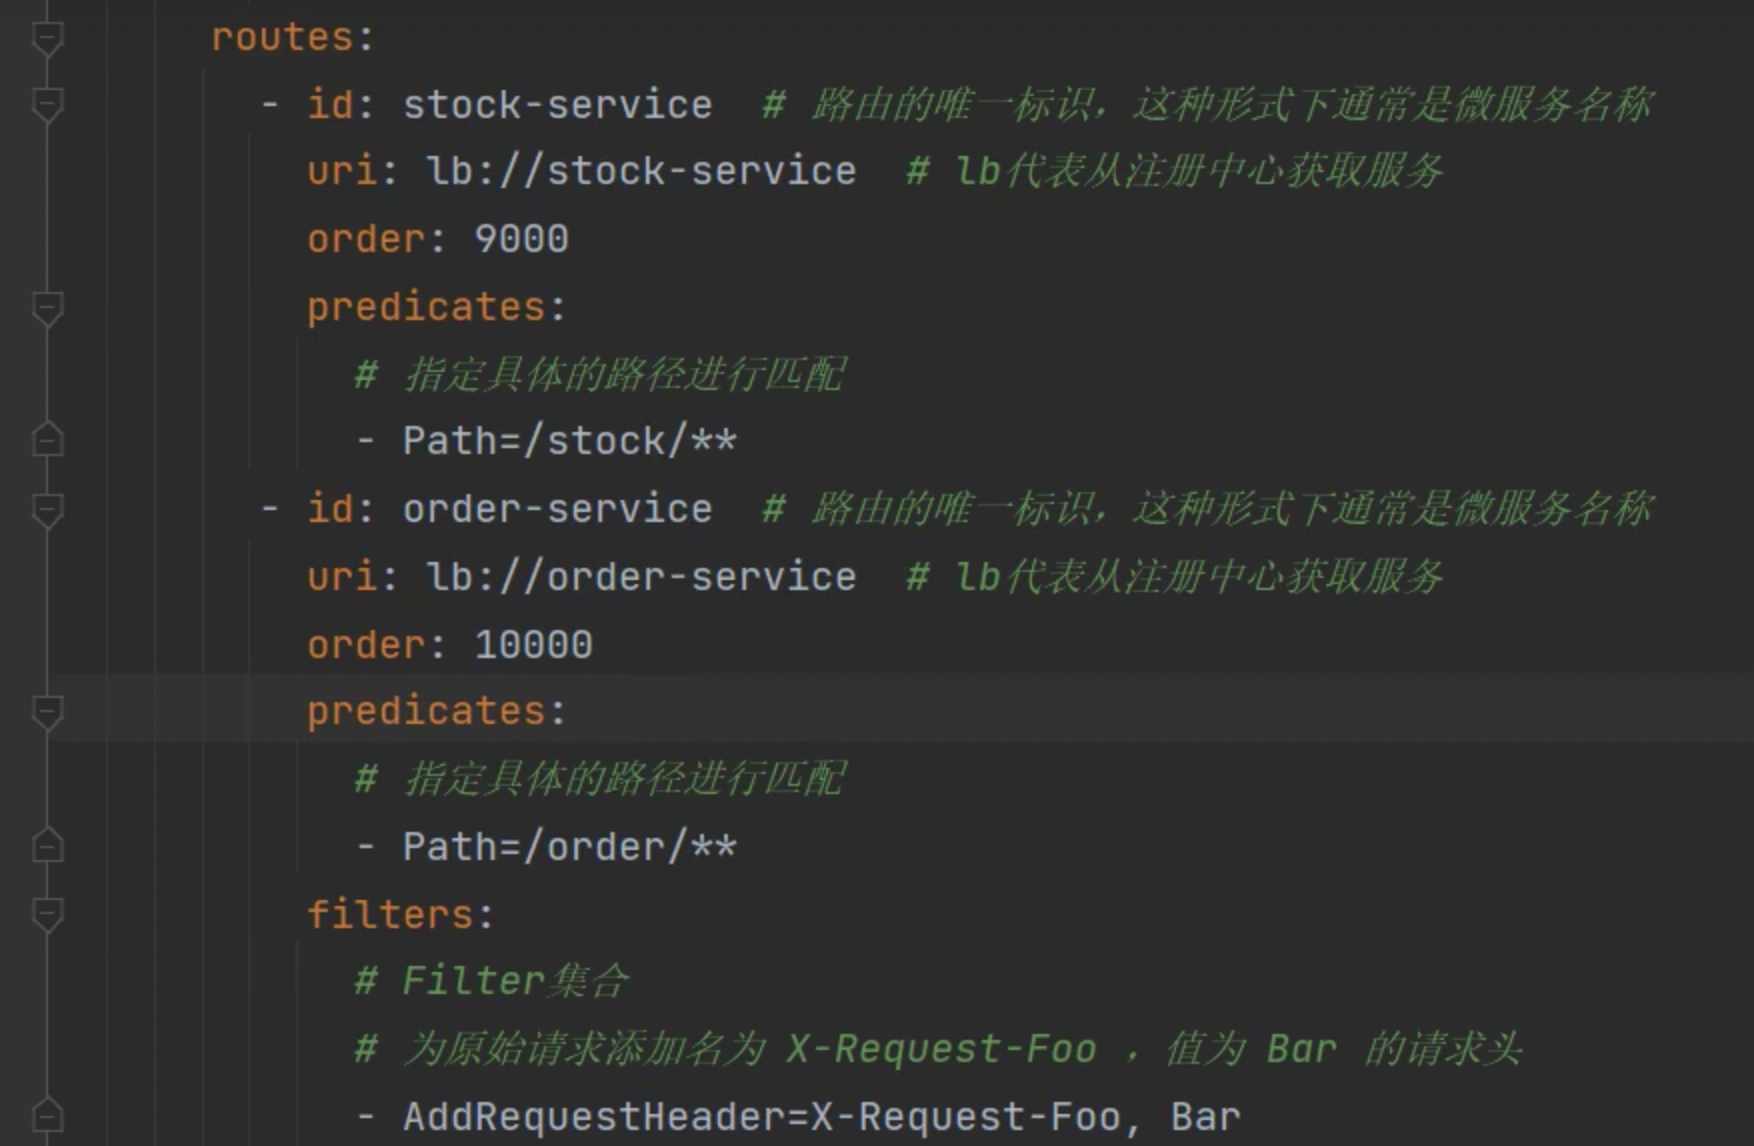 routes:
- id: stock-service  # 路由的唯一标识，这种形式下通常是微服务名称
uri: lb://stock-service  # lb代表从注册中心获取服务
order: 9000
predicates:
# 指定具体的路径进行匹配
- Path=/stock/**
- id: order-service  # 路由的唯一标识，这种形式下通常是微服务名称
uri: lb://order-service  # lb代表从注册中心获取服务
order: 10000
predicates:
# 指定具体的路径进行匹配
- Path=/order/**
filters:
# Filter集合
# 为原始请求添加名为 X-Request-Foo ，值为 Bar 的请求头
- AddRequestHeader=X-Request-Foo, Bar